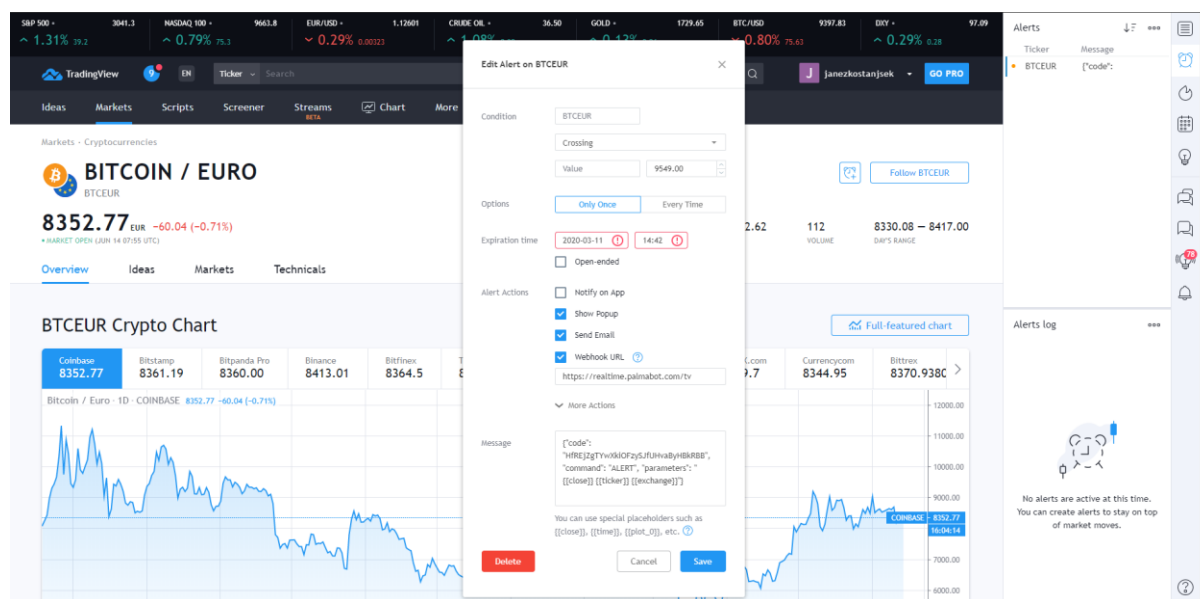 S&P 500 3041.3 NASDAQ 100 9663.8 EUR/USD 1.12601 CRUDE OIL 36.50 GOLD 1729.65 BTC/USD 9397.83 DXY 97.09
1.31% 39.2 0.79% 75.3 0.29% 0.00323 0.80% 75.63 0.29% 0.28
TradingView 9 EN Ticker Search J janezkostanjsek GO PRO
Ideas Markets Scripts Screener Streams BETA Chart More
Markets - Cryptocurrencies
BITCOIN / EURO
BTCEUR
Follow BTCEUR
8352.77 EUR −60.04 (−0.71%)
• MARKET OPEN (JUN 14 07:55 UTC)
2.62 112 8330.08 — 8417.00
VOLUME DAY'S RANGE
Overview Ideas Markets Technicals
BTCEUR Crypto Chart
Full-featured chart
Coinbase Bitstamp Bitpanda Pro Binance Bitfinex Currencycom Bittrex
8352.77 8361.19 8360.00 8413.01 8364.5 8344.95 8370.9380
Bitcoin / Euro · 1D · COINBASE 8352.77 −60.04 (−0.71%)
12000.00
11000.00
10000.00
9000.00
COINBASE 8352.77
16:04:14
7000.00
6000.00
Edit Alert on BTCEUR
Condition BTCEUR
Crossing
Value 9549.00
Options Only Once Every Time
Expiration time 2020-03-11 14:42
Open-ended
Alert Actions Notify on App
Show Popup
Send Email
Webhook URL
https://realtime.palmabot.com/tv
More Actions
Message {"code":
"command": "ALERT", "parameters": "
{{close}} {{ticker}} {{exchange}}"}
You can use special placeholders such as
{{close}}, {{time}}, {{plot_0}}, etc.
Delete Cancel Save
Alerts
Ticker Message
BTCEUR {"code":
78
Alerts log
No alerts are active at this time.
You can create alerts to stay on top
of market moves.